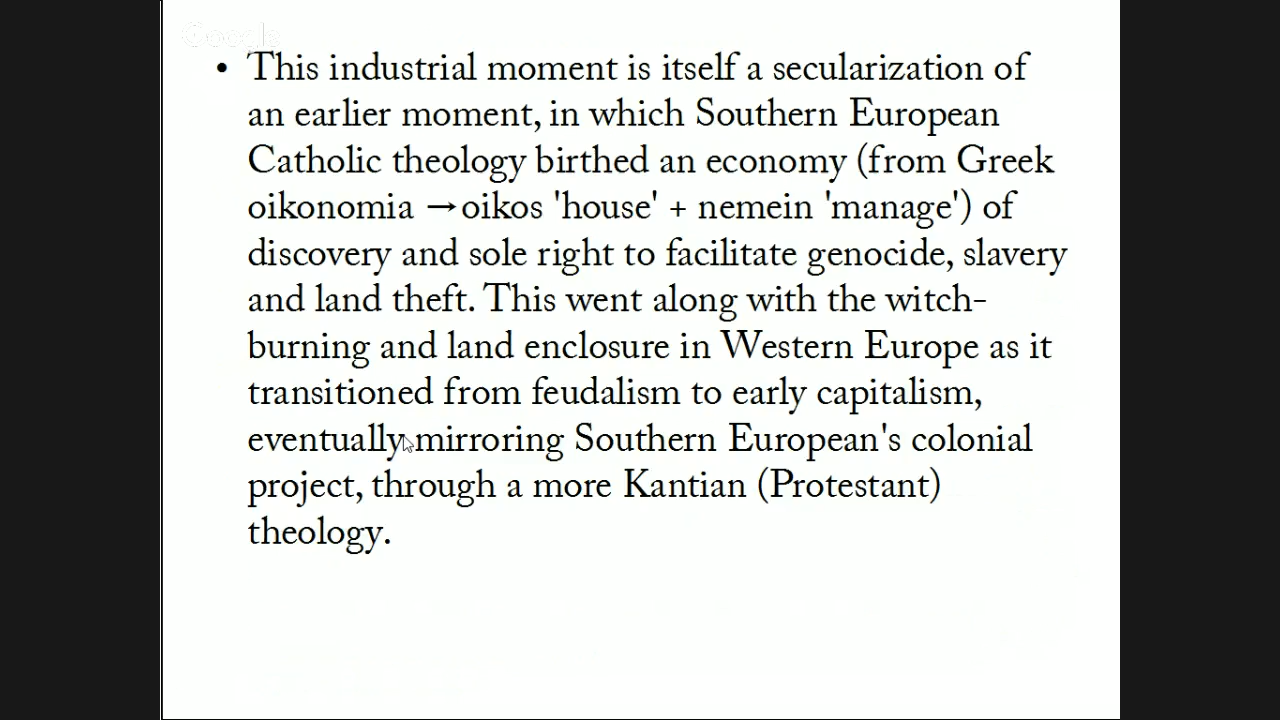 Google
• This industrial moment is itself a secularization of
an earlier moment, in which Southern European
Catholic theology birthed an economy (from Greek
oikonomia →oikos 'house' + nemein 'manage') of
discovery and sole right to facilitate genocide, slavery
and land theft. This went along with the witch-
burning and land enclosure in Western Europe as it
transitioned from feudalism to early capitalism,
eventually mirroring Southern European's colonial
project, through a more Kantian (Protestant)
theology.